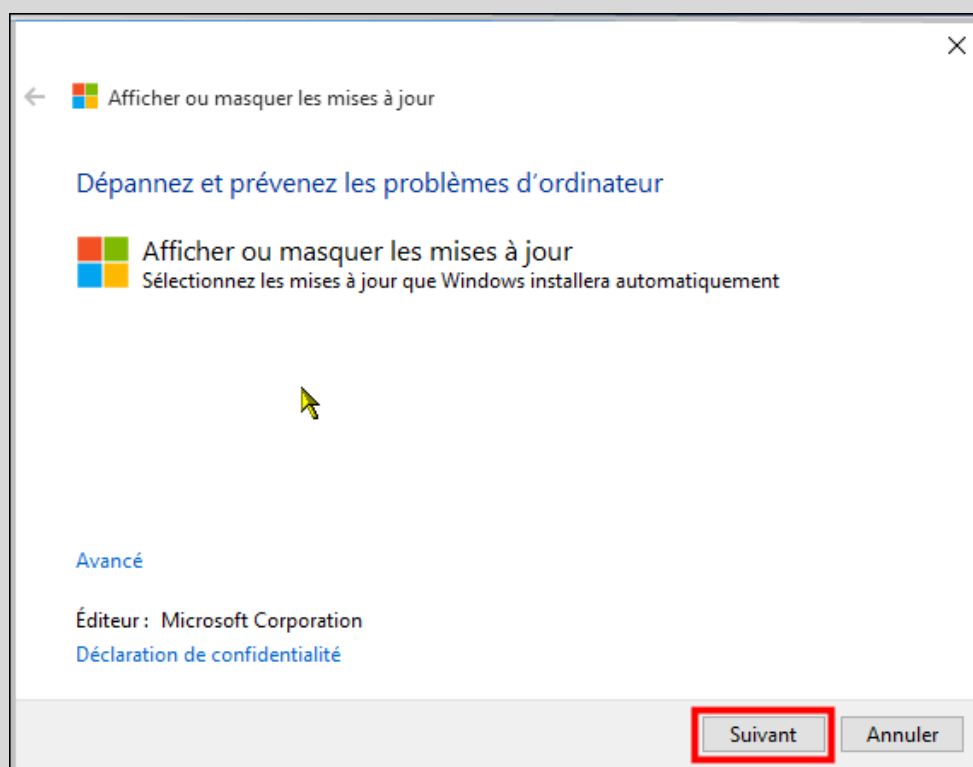 Afficher ou masquer les mises à jour
Dépannez et prévenez les problèmes d'ordinateur
Afficher ou masquer les mises à jour
Sélectionnez les mises à jour que Windows installera automatiquement
Avancé
Éditeur : Microsoft Corporation
Déclaration de confidentialité
Suivant Annuler